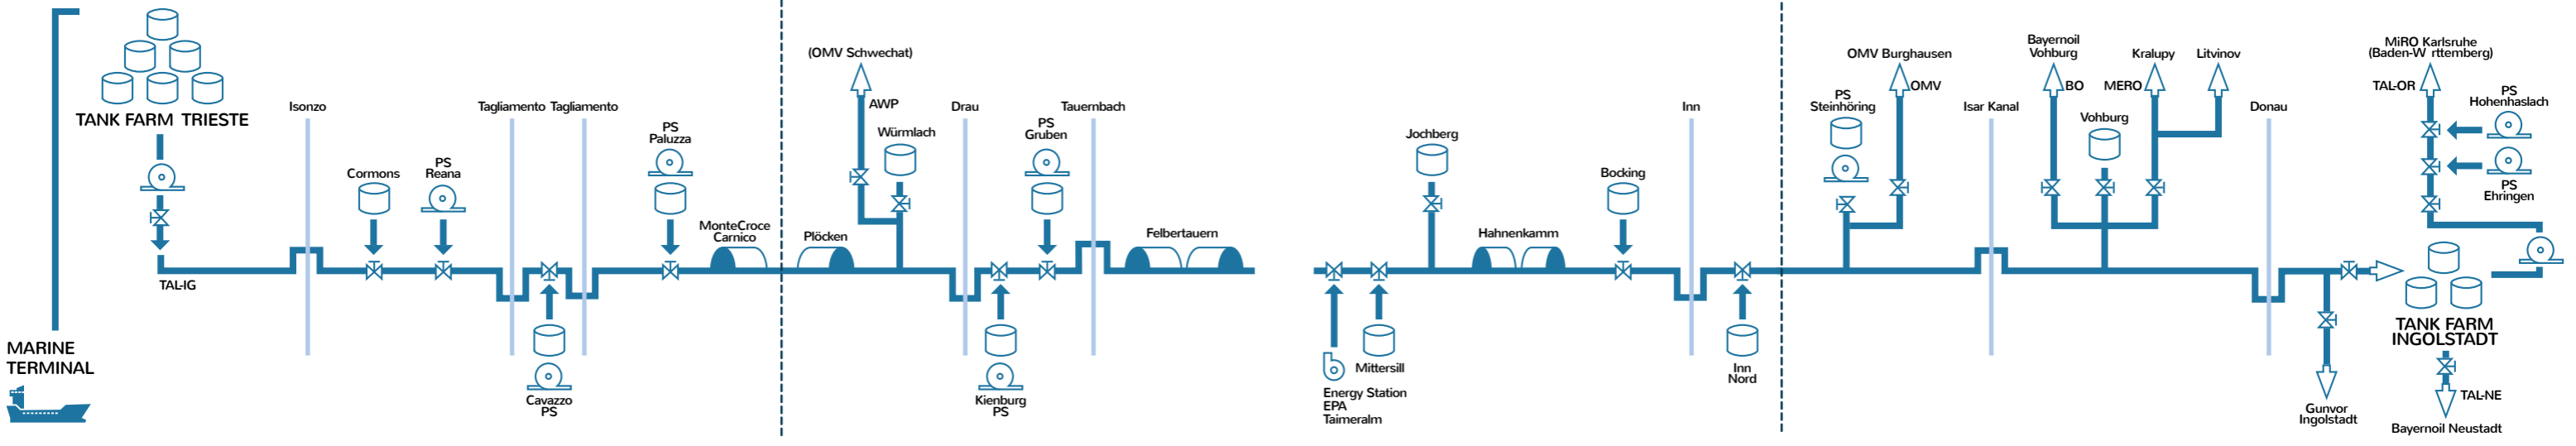 MARINE
TERMINAL
TANK FARM TRIESTE
TAL-IG
Isonzo
Cormons
PS
Reana
Tagliamento
Cavazzo
PS
Tagliamento
PS
Paluzza
MonteCroce
Carnico
Plöcken
(OMV Schwechat)
AWP
Würmlach
Drau
Kienburg
PS
PS
Gruben
Tauernbach
Felbertauern
Energy Station
EPA
Taimeralm
Mittersill
Jochberg
Hahnenkamm
Bocking
Inn
Inn
Nord
PS
Steinhöring
OMV Burghausen
OMV
Isar Kanal
Bayernoil
Vohburg
BO
Vohburg
MERO
Kralupy
Litvinov
Donau
Gunvor
Ingolstadt
MiRO Karlsruhe
(Baden-W rttemberg)
TAL-OR
PS
Hohenhaslach
PS
Ehringen
TANK FARM
INGOLSTADT
TAL-NE
Bayernoil Neustadt